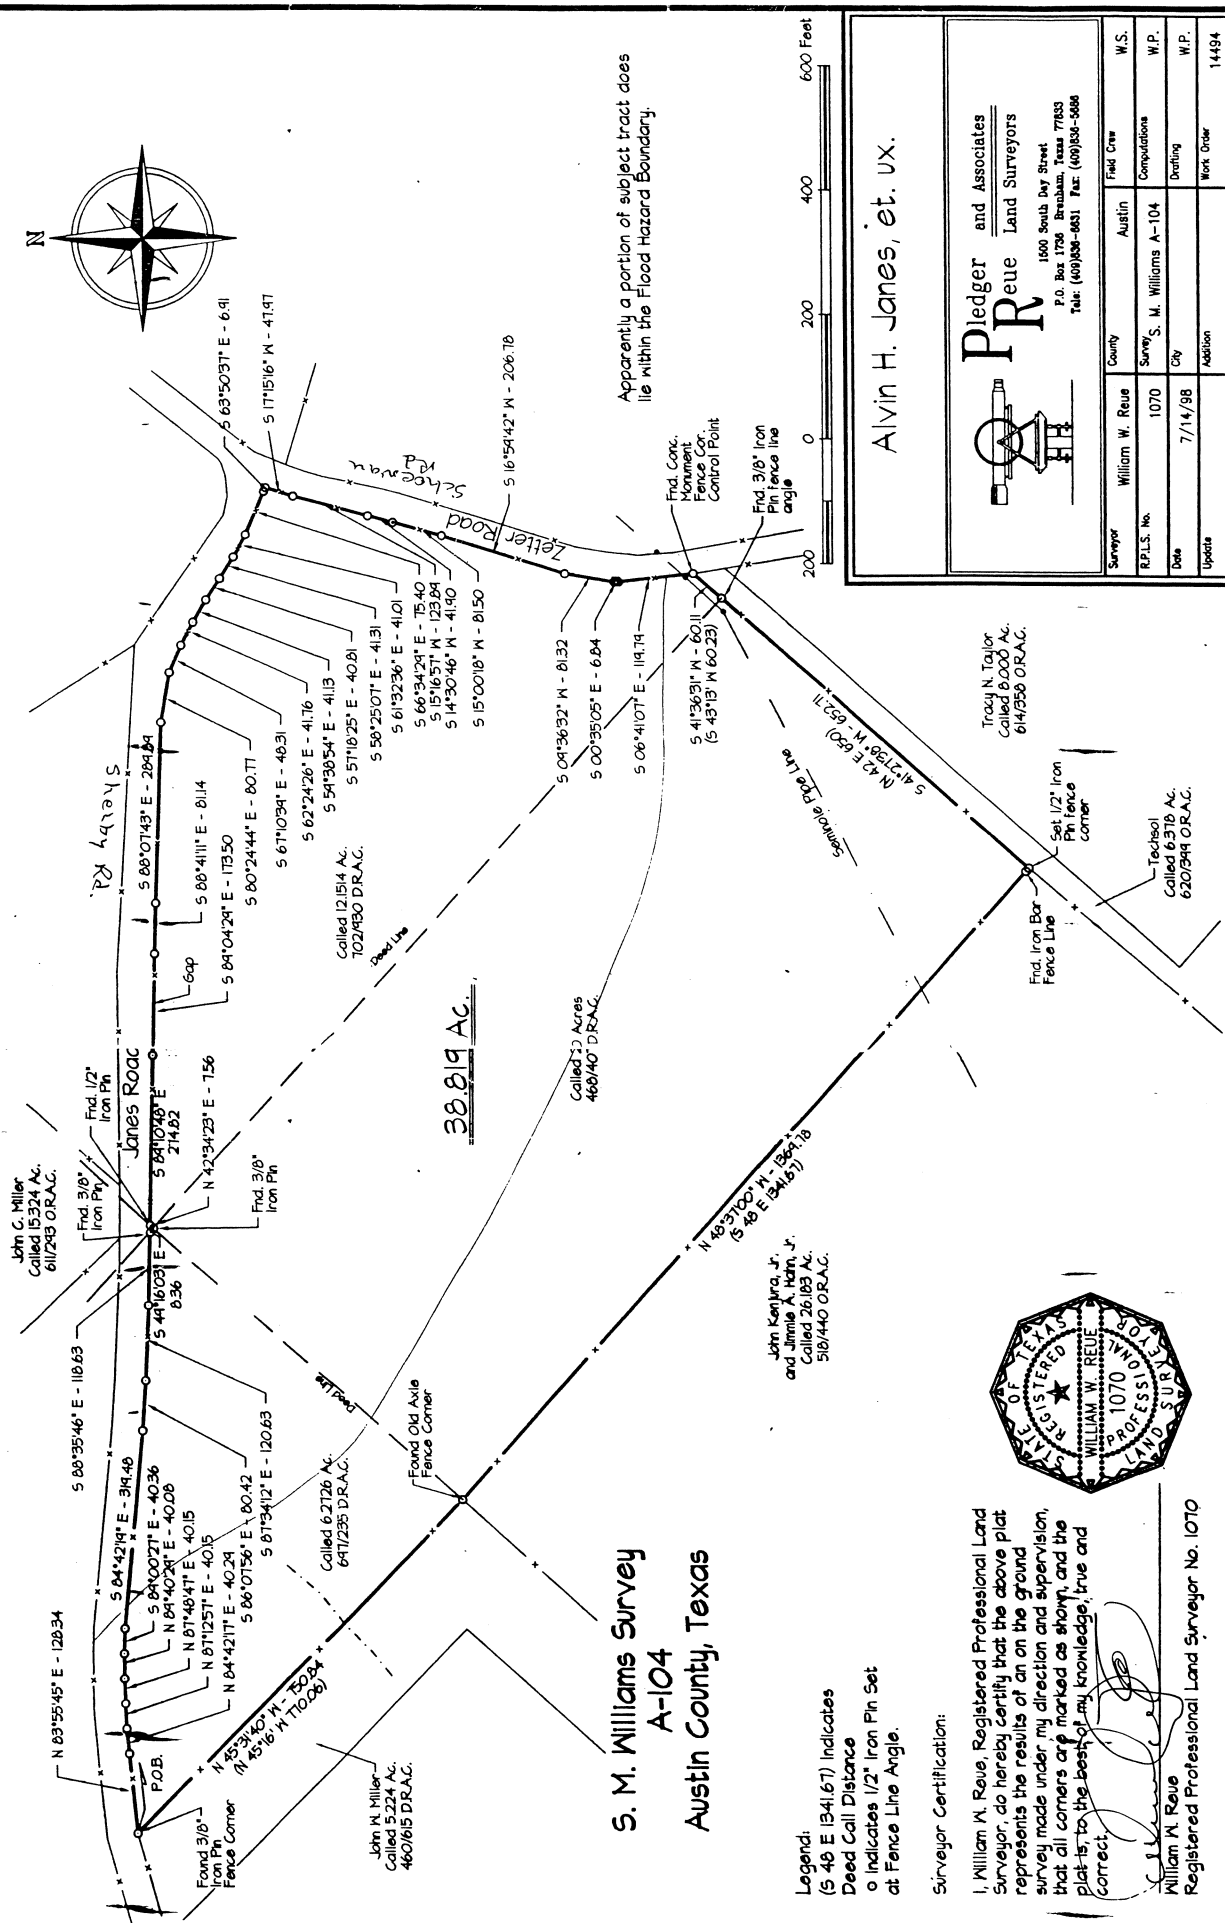 N
John C. Miller
Called 15.324 Ac.
611/293 O.R.A.C.
Fnd. 3/8"
Iron Pin
Fnd. 1/2"
Iron Pin
Janes Roac
Sherry Rd.
N 83°55'45" E - 128.34
P.O.B.
Found 3/8"
Iron Pin
Fence Corner
S 84°42'19" E - 319.48
S 89°00'27" E - 40.36
N 89°40'29" E - 40.08
N 87°48'47" E - 40.15
N 87°12'57" E - 40.15
N 84°42'17" E - 40.29
S 86°07'56" E - 80.42
S 87°34'12" E - 120.63
S 88°35'46" E - 118.63
S 49°16'03" E
8.36
S 89°10'48" E
274.82
N 42°34'23" E - 7.56
Fnd. 3/8"
Iron Pin
Gap
S 89°04'29" E - 173.50
S 88°41'11" E - 81.14
S 88°07'43" E - 289.89
S 80°24'44" E - 80.77
S 67°10'39" E - 48.31
S 62°24'26" E - 41.76
S 59°38'54" E - 41.13
S 57°18'25" E - 40.81
S 58°25'07" E - 41.31
S 61°32'36" E - 41.01
S 66°34'29" E - 75.40
S 15°16'57" W - 123.89
S 14°30'46" W - 41.90
S 15°00'18" W - 81.50
S 63°50'37" E - 6.91
S 17°15'16" W - 47.97
S 16°59'42" W - 206.78
Schoenau
Rd
Zetter Road
S 09°36'32" W - 81.32
S 00°35'05" E - 6.84
S 06°41'07" E - 119.79
S 41°36'31" W - 60.11
(S 43°13' W 60.23)
Fnd. Conc.
Monument
Fence Cor.
Control Point
Fnd. 3/8" Iron
Pin fence line
angle
Apparently a portion of subject tract does
lie within the Flood Hazard Boundary.
200 0 200 400 600 Feet
Called 12.1514 Ac.
702/930 D.R.A.C.
Deed Line
38.819 Ac.
Acres
468/40 D.R.A.C.
Seminole Pipe Line
(N 42 E 650)
S 41°27'38" W - 652.71
Tracy N. Taylor
Called 8.000 Ac.
614/358 O.R.A.C.
Set 1/2" Iron
Pin fence
corner
Techsol
Called 6.378 Ac.
620/399 O.R.A.C.
Fnd. Iron Bar
Fence Line
N 48°37'00" W - 1369.78
(S 48 E 1341.67)
John Kenjura, Jr.
and Jimmie A. Hahn, Jr.
Called 26.183 Ac.
518/440 O.R.A.C.
Deed Line
Called 6.2726 Ac.
697/235 D.R.A.C.
Found Old Axle
Fence Corner
N 45°31'40" W - 750.84
(N 45°16' W 770.06)
John W. Miller
Called 5.224 Ac.
460/615 D.R.A.C.
S. M. Williams Survey
A-104
Austin County, Texas
Legend:
(S 48 E 1341.67) Indicates
Deed Call Distance
o Indicates 1/2" Iron Pin Set
at Fence Line Angle.
Surveyor Certification:
I, William W. Reue, Registered Professional Land
Surveyor, do hereby certify that the above plat
represents the results of an on the ground
survey made under my direction and supervision,
that all corners are marked as shown, and the
plat is, to the best of my knowledge, true and
correct.
William W. Reue
Registered Professional Land Surveyor No. 1070
STATE OF TEXAS
REGISTERED
WILLIAM W. REUE
1070
PROFESSIONAL
LAND SURVEYOR
Alvin H. Janes, et. ux.
Pledger and Associates
Reue Land Surveyors
1600 South Day Street
P.O. Box 1736 Brenham, Texas 77833
Tele: (409)836-6631 Fax: (409)836-5686
Surveyor William W. Reue County Austin Field Crew W.S.
R.P.L.S. No. 1070 Survey S. M. Williams A-104 Computations W.P.
Date 7/14/98 City Drafting W.P.
Update Addition Work Order 14494